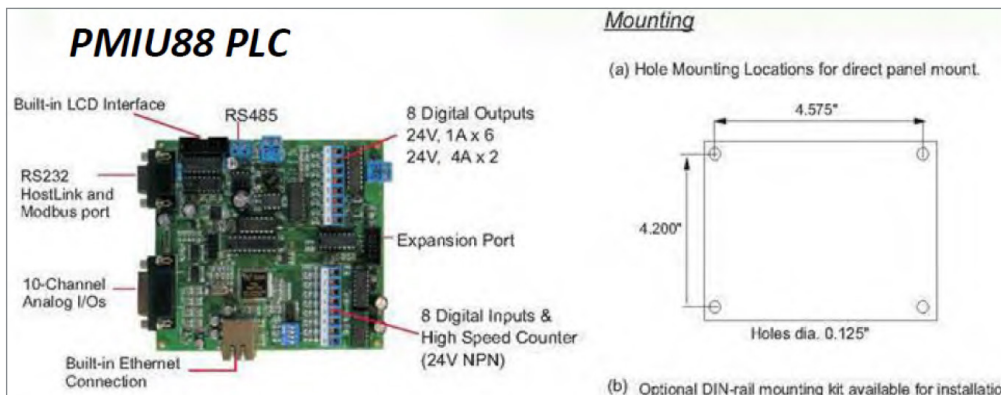 PMIU88 PLC
Built-in LCD Interface
RS485
8 Digital Outputs
24V, 1A x 6
24V, 4A x 2
RS232
HostLink and
Modbus port
Expansion Port
10-Channel
Analog I/Os
8 Digital Inputs &
High Speed Counter
(24V NPN)
Built-in Ethernet
Connection
Mounting
(a) Hole Mounting Locations for direct panel mount.
4.575"
4.200"
Holes dia. 0.125"
(b) Optional DIN-rail mounting kit available for installatio